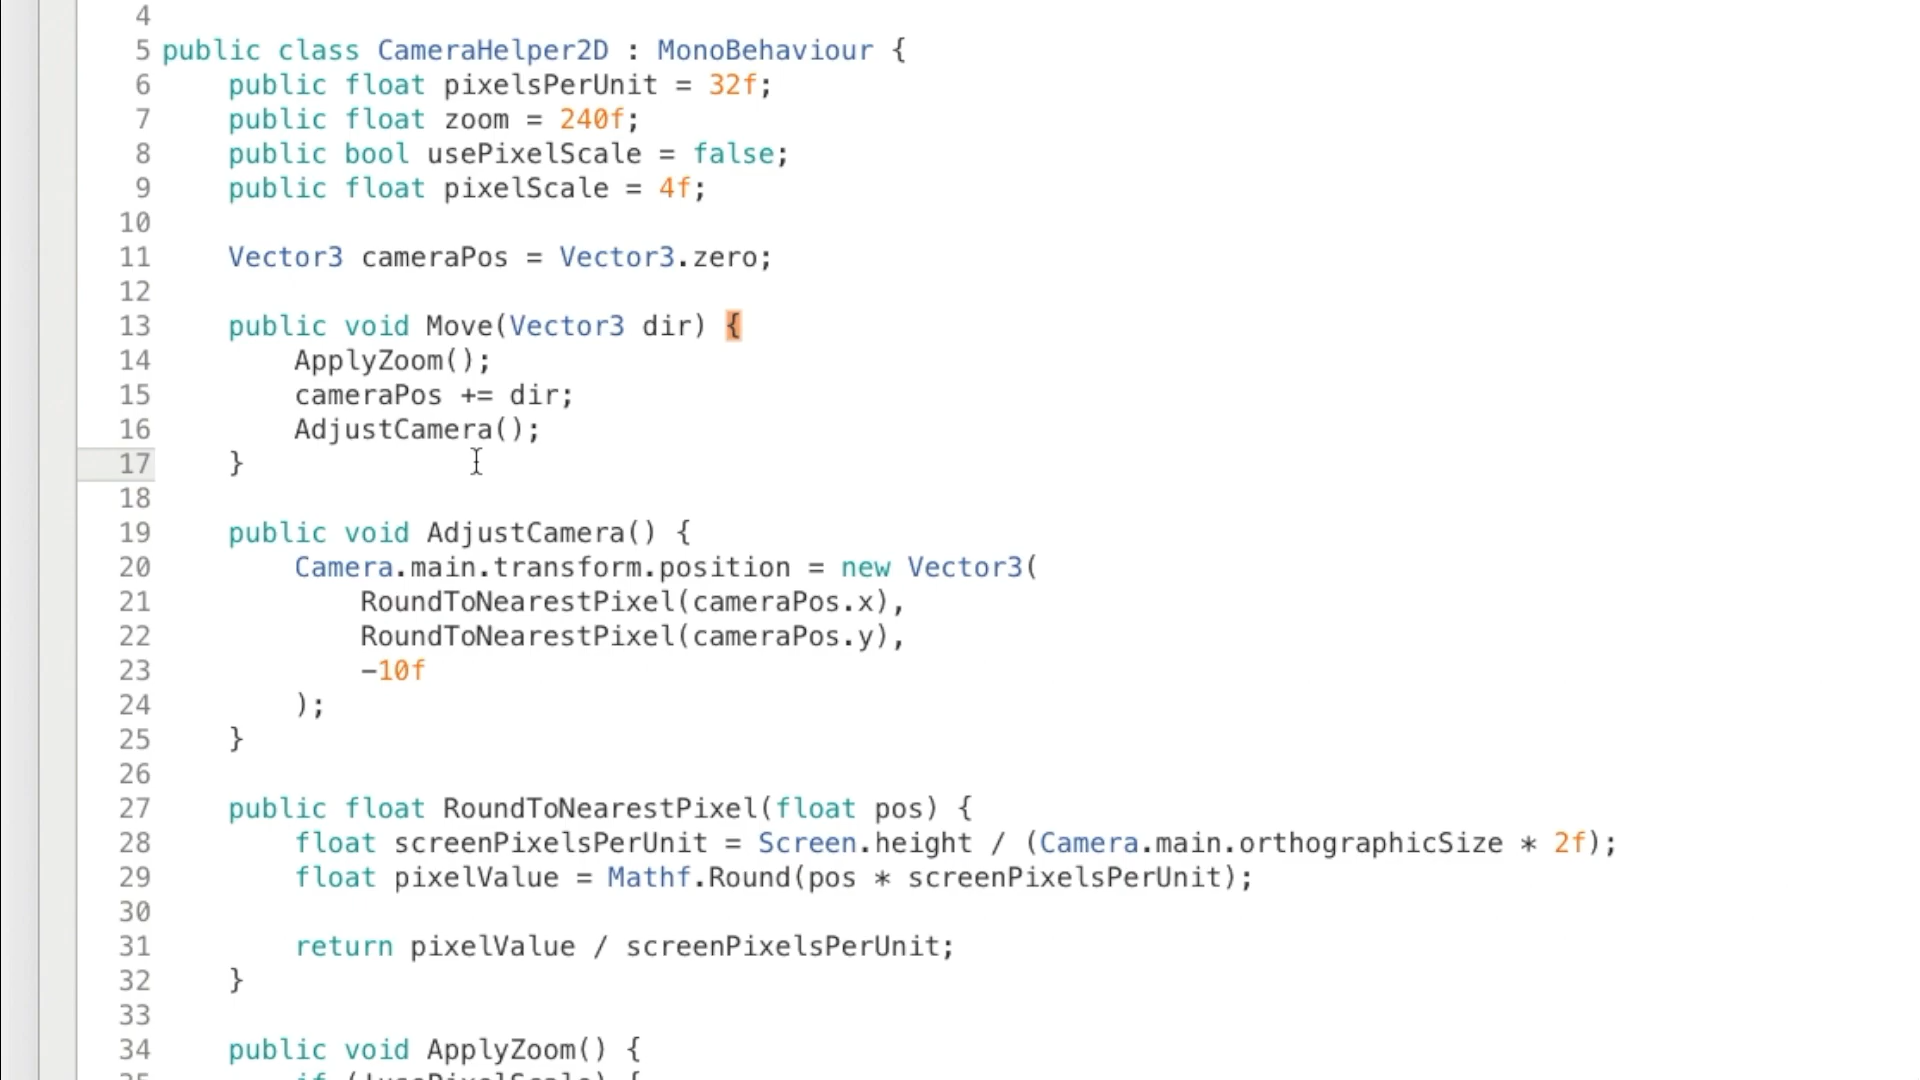 4
5 public class CameraHelper2D : MonoBehaviour {
6     public float pixelsPerUnit = 32f;
7     public float zoom = 240f;
8     public bool usePixelScale = false;
9     public float pixelScale = 4f;
10
11     Vector3 cameraPos = Vector3.zero;
12
13     public void Move(Vector3 dir) {
14         ApplyZoom();
15         cameraPos += dir;
16         AdjustCamera();
17     }
18
19     public void AdjustCamera() {
20         Camera.main.transform.position = new Vector3(
21             RoundToNearestPixel(cameraPos.x),
22             RoundToNearestPixel(cameraPos.y),
23             -10f
24         );
25     }
26
27     public float RoundToNearestPixel(float pos) {
28         float screenPixelsPerUnit = Screen.height / (Camera.main.orthographicSize * 2f);
29         float pixelValue = Mathf.Round(pos * screenPixelsPerUnit);
30
31         return pixelValue / screenPixelsPerUnit;
32     }
33
34     public void ApplyZoom() {
35         if (!usePixelScale) {